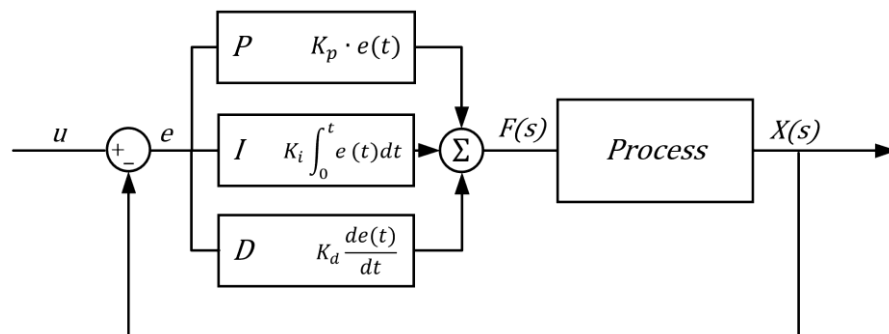 P K_p · e(t)
u
+
−
e
I K_i ∫_0^t e (t)dt
Σ
F(s)
Process
X(s)
D K_d de(t)/dt